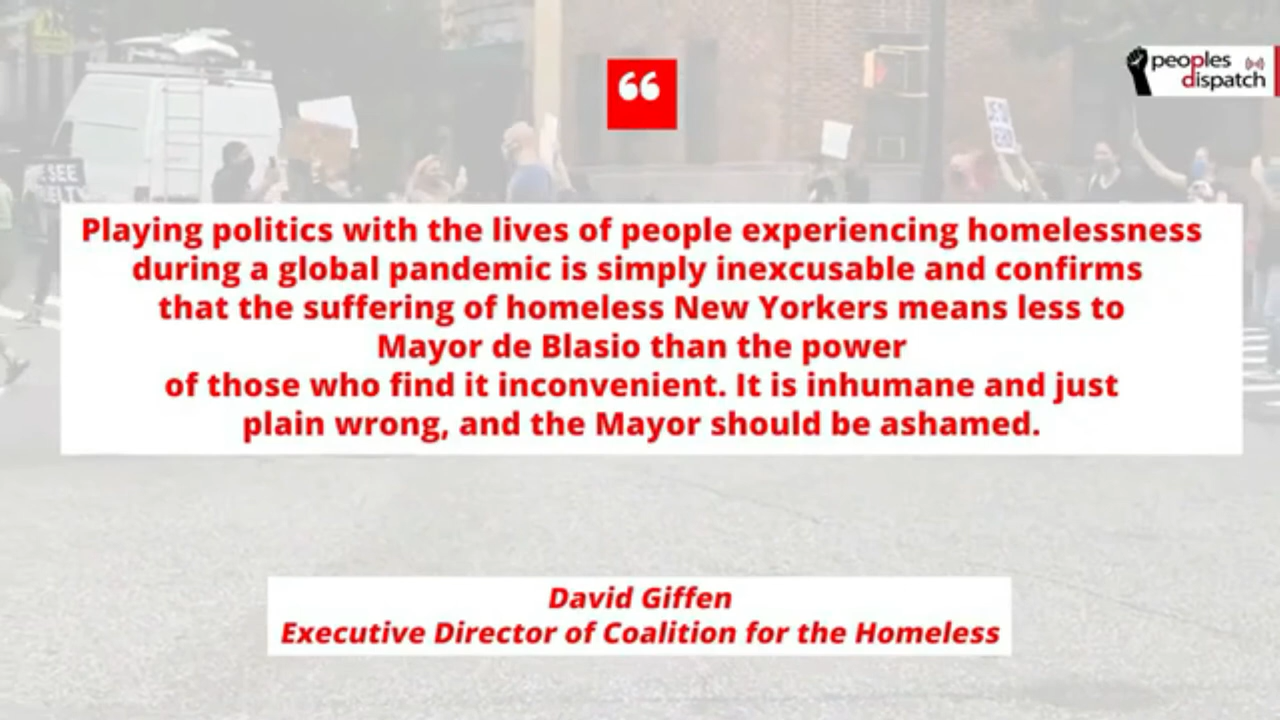 peoples
dispatch
E SEE
❝
Playing politics with the lives of people experiencing homelessness
during a global pandemic is simply inexcusable and confirms
that the suffering of homeless New Yorkers means less to
Mayor de Blasio than the power
of those who find it inconvenient. It is inhumane and just
plain wrong, and the Mayor should be ashamed.
David Giffen
Executive Director of Coalition for the Homeless